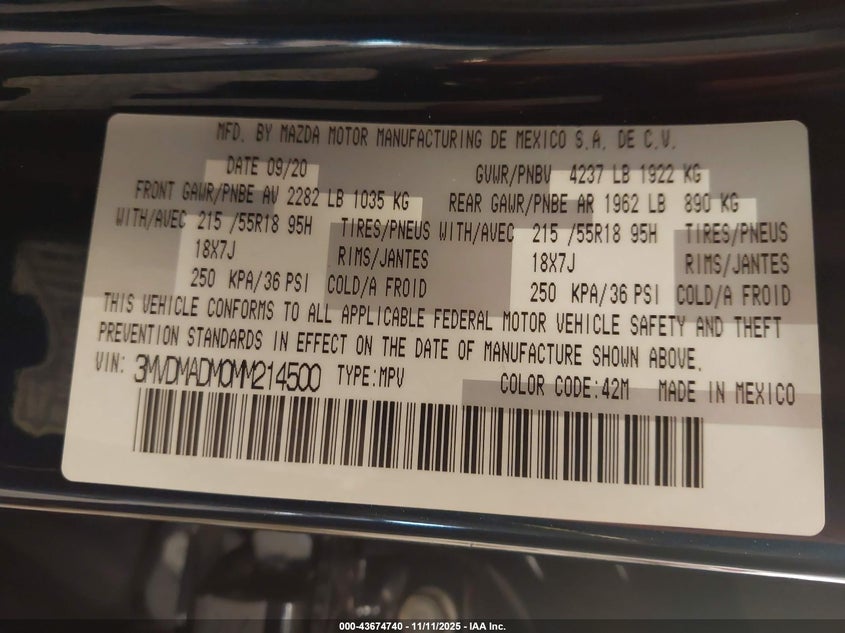 MFD. BY MAZDA MOTOR MANUFACTURING DE MEXICO S.A. DE C.V.
DATE 09/20 GVWR/PNBV 4237 LB 1922 KG
FRONT GAWR/PNBE AV 2282 LB 1035 KG REAR GAWR/PNBE AR 1962 LB 890 KG
WITH/AVEC 215 /55R18 95H TIRES/PNEUS WITH/AVEC 215 /55R18 95H TIRES/PNEUS
18X7J RIMS/JANTES 18X7J RIMS/JANTES
250 KPA/36 PSI COLD/A FROID 250 KPA/36 PSI COLD/A FROID
THIS VEHICLE CONFORMS TO ALL APPLICABLE FEDERAL MOTOR VEHICLE SAFETY AND THEFT
PREVENTION STANDARDS IN EFFECT ON THE DATE OF MANUFACTURE SHOWN ABOVE.
VIN: 3MVDMADM0MM214500 TYPE:MPV COLOR CODE:42M MADE IN MEXICO
000-43674740 - 11/11/2025 - IAA Inc.